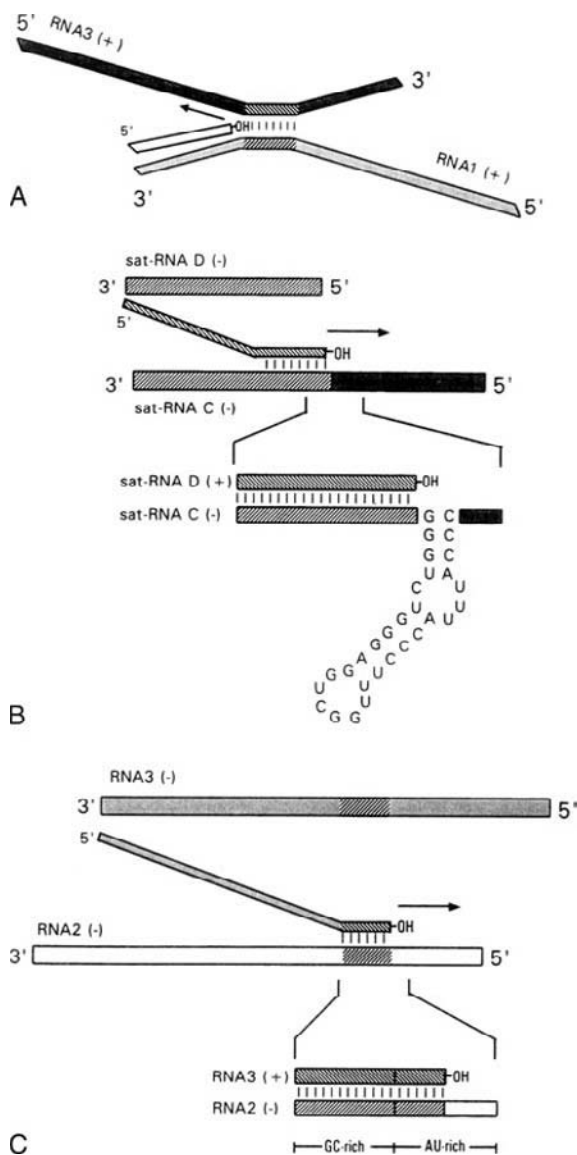 5'
RNA3 (+)
3'
5'
OH
3'
RNA1 (+)
5'
A
sat-RNA D (-)
3' 5'
5'
OH
3' 5'
sat-RNA C (-)
sat-RNA D (+) OH
sat-RNA C (-)
G C
G C
G C
U A U
C U
U A U
G C
G C
G C
A U
G U
G U
U
C G G
B
RNA3 (-)
3' 5'
5'
OH
RNA2 (-)
3' 5'
RNA3 (+) OH
RNA2 (-)
GC-rich AU-rich
C